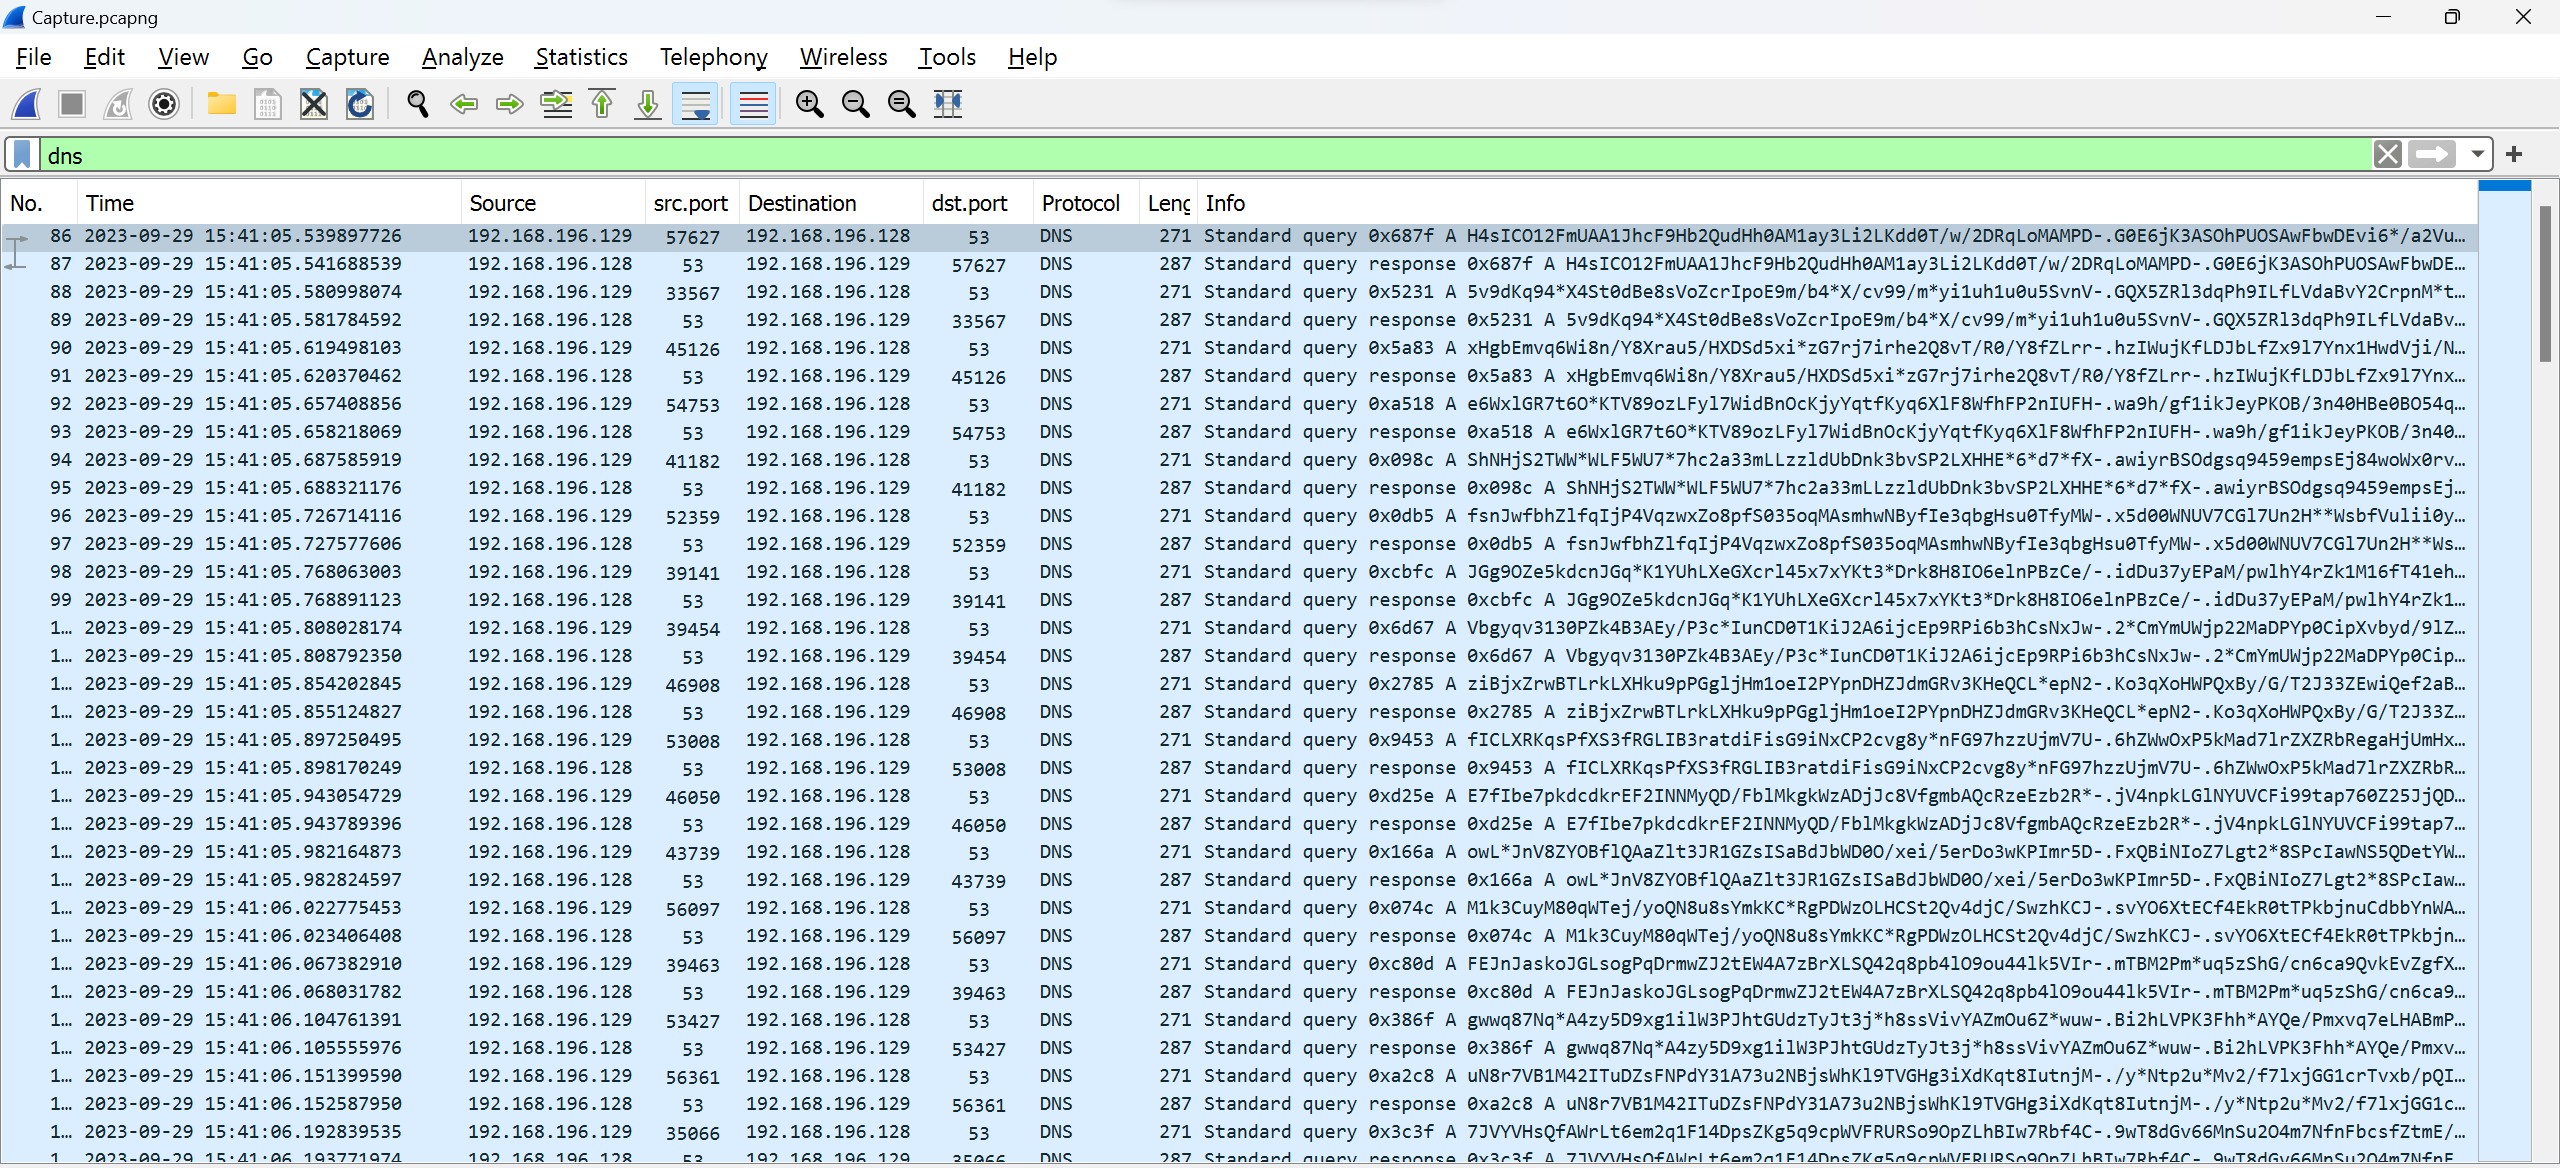 Capture.pcapng
File Edit View Go Capture Analyze Statistics Telephony Wireless Tools Help
dns
No. Time Source src.port Destination dst.port Protocol Leng Info
86 2023-09-29 15:41:05.539897726 192.168.196.129 57627 192.168.196.128 53 DNS 271 Standard query 0x687f A H4sICO12FmUAA1JhcF9Hb2QudHh0AM1ay3Li2LKdd0T/w/2DRqLoMAMPD-.G0E6jK3ASOhPUOSAwFbwDEvi6*/a2Vu…
87 2023-09-29 15:41:05.541688539 192.168.196.128 53 192.168.196.129 57627 DNS 287 Standard query response 0x687f A H4sICO12FmUAA1JhcF9Hb2QudHh0AM1ay3Li2LKdd0T/w/2DRqLoMAMPD-.G0E6jK3ASOhPUOSAwFbwDE…
88 2023-09-29 15:41:05.580998074 192.168.196.129 33567 192.168.196.128 53 DNS 271 Standard query 0x5231 A 5v9dKq94*X4St0dBe8sVoZcrIpoE9m/b4*X/cv99/m*yi1uh1u0u5SvnV-.GQX5ZRl3dqPh9ILfLVdaBvY2CrpnM*t…
89 2023-09-29 15:41:05.581784592 192.168.196.128 53 192.168.196.129 33567 DNS 287 Standard query response 0x5231 A 5v9dKq94*X4St0dBe8sVoZcrIpoE9m/b4*X/cv99/m*yi1uh1u0u5SvnV-.GQX5ZRl3dqPh9ILfLVdaBv…
90 2023-09-29 15:41:05.619498103 192.168.196.129 45126 192.168.196.128 53 DNS 271 Standard query 0x5a83 A xHgbEmvq6Wi8n/Y8Xrau5/HXDSd5xi*zG7rj7irhe2Q8vT/R0/Y8fZLrr-.hzIWujKfLDJbLfZx9l7Ynx1HwdVji/N…
91 2023-09-29 15:41:05.620370462 192.168.196.128 53 192.168.196.129 45126 DNS 287 Standard query response 0x5a83 A xHgbEmvq6Wi8n/Y8Xrau5/HXDSd5xi*zG7rj7irhe2Q8vT/R0/Y8fZLrr-.hzIWujKfLDJbLfZx9l7Ynx…
92 2023-09-29 15:41:05.657408856 192.168.196.129 54753 192.168.196.128 53 DNS 271 Standard query 0xa518 A e6WxlGR7t6O*KTV89ozLFyl7WidBnOcKjyYqtfKyq6XlF8WfhFP2nIUFH-.wa9h/gf1ikJeyPKOB/3n40HBe0BO54q…
93 2023-09-29 15:41:05.658218069 192.168.196.128 53 192.168.196.129 54753 DNS 287 Standard query response 0xa518 A e6WxlGR7t6O*KTV89ozLFyl7WidBnOcKjyYqtfKyq6XlF8WfhFP2nIUFH-.wa9h/gf1ikJeyPKOB/3n40…
94 2023-09-29 15:41:05.687585919 192.168.196.129 41182 192.168.196.128 53 DNS 271 Standard query 0x098c A ShNHjS2TWW*WLF5WU7*7hc2a33mLLzzldUbDnk3bvSP2LXHHE*6*d7*fX-.awiyrBSOdgsq9459empsEj84woWx0rv…
95 2023-09-29 15:41:05.688321176 192.168.196.128 53 192.168.196.129 41182 DNS 287 Standard query response 0x098c A ShNHjS2TWW*WLF5WU7*7hc2a33mLLzzldUbDnk3bvSP2LXHHE*6*d7*fX-.awiyrBSOdgsq9459empsEj…
96 2023-09-29 15:41:05.726714116 192.168.196.129 52359 192.168.196.128 53 DNS 271 Standard query 0x0db5 A fsnJwfbhZlfqIjP4VqzwxZo8pfS035oqMAsmhwNByfIe3qbgHsu0TfyMW-.x5d00WNUV7CGl7Un2H**WsbfVulii0y…
97 2023-09-29 15:41:05.727577606 192.168.196.128 53 192.168.196.129 52359 DNS 287 Standard query response 0x0db5 A fsnJwfbhZlfqIjP4VqzwxZo8pfS035oqMAsmhwNByfIe3qbgHsu0TfyMW-.x5d00WNUV7CGl7Un2H**Ws…
98 2023-09-29 15:41:05.768063003 192.168.196.129 39141 192.168.196.128 53 DNS 271 Standard query 0xcbfc A JGg9OZe5kdcnJGq*K1YUhLXeGXcrl45x7xYKt3*Drk8H8IO6elnPBzCe/-.idDu37yEPaM/pwlhY4rZk1M16fT41eh…
99 2023-09-29 15:41:05.768891123 192.168.196.128 53 192.168.196.129 39141 DNS 287 Standard query response 0xcbfc A JGg9OZe5kdcnJGq*K1YUhLXeGXcrl45x7xYKt3*Drk8H8IO6elnPBzCe/-.idDu37yEPaM/pwlhY4rZk1…
1… 2023-09-29 15:41:05.808028174 192.168.196.129 39454 192.168.196.128 53 DNS 271 Standard query 0x6d67 A Vbgyqv3130PZk4B3AEy/P3c*IunCD0T1KiJ2A6ijcEp9RPi6b3hCsNxJw-.2*CmYmUWjp22MaDPYp0CipXvbyd/9lZ…
1… 2023-09-29 15:41:05.808792350 192.168.196.128 53 192.168.196.129 39454 DNS 287 Standard query response 0x6d67 A Vbgyqv3130PZk4B3AEy/P3c*IunCD0T1KiJ2A6ijcEp9RPi6b3hCsNxJw-.2*CmYmUWjp22MaDPYp0Cip…
1… 2023-09-29 15:41:05.854202845 192.168.196.129 46908 192.168.196.128 53 DNS 271 Standard query 0x2785 A ziBjxZrwBTLrkLXHku9pPGgljHm1oeI2PYpnDHZJdmGRv3KHeQCL*epN2-.Ko3qXoHWPQxBy/G/T2J33ZEwiQef2aB…
1… 2023-09-29 15:41:05.855124827 192.168.196.128 53 192.168.196.129 46908 DNS 287 Standard query response 0x2785 A ziBjxZrwBTLrkLXHku9pPGgljHm1oeI2PYpnDHZJdmGRv3KHeQCL*epN2-.Ko3qXoHWPQxBy/G/T2J33Z…
1… 2023-09-29 15:41:05.897250495 192.168.196.129 53008 192.168.196.128 53 DNS 271 Standard query 0x9453 A fICLXRKqsPfXS3fRGLIB3ratdiFisG9iNxCP2cvg8y*nFG97hzzUjmV7U-.6hZWwOxP5kMad7lrZXZRbRegaHjUmHx…
1… 2023-09-29 15:41:05.898170249 192.168.196.128 53 192.168.196.129 53008 DNS 287 Standard query response 0x9453 A fICLXRKqsPfXS3fRGLIB3ratdiFisG9iNxCP2cvg8y*nFG97hzzUjmV7U-.6hZWwOxP5kMad7lrZXZRbR…
1… 2023-09-29 15:41:05.943054729 192.168.196.129 46050 192.168.196.128 53 DNS 271 Standard query 0xd25e A E7fIbe7pkdcdkrEF2INNMyQD/FblMkgkWzADjJc8VfgmbAQcRzeEzb2R*-.jV4npkLGlNYUVCFi99tap760Z25JjQD…
1… 2023-09-29 15:41:05.943789396 192.168.196.128 53 192.168.196.129 46050 DNS 287 Standard query response 0xd25e A E7fIbe7pkdcdkrEF2INNMyQD/FblMkgkWzADjJc8VfgmbAQcRzeEzb2R*-.jV4npkLGlNYUVCFi99tap7…
1… 2023-09-29 15:41:05.982164873 192.168.196.129 43739 192.168.196.128 53 DNS 271 Standard query 0x166a A owL*JnV8ZYOBflQAaZlt3JR1GZsISaBdJbWD0O/xei/5erDo3wKPImr5D-.FxQBiNIoZ7Lgt2*8SPcIawNS5QDetYW…
1… 2023-09-29 15:41:05.982824597 192.168.196.128 53 192.168.196.129 43739 DNS 287 Standard query response 0x166a A owL*JnV8ZYOBflQAaZlt3JR1GZsISaBdJbWD0O/xei/5erDo3wKPImr5D-.FxQBiNIoZ7Lgt2*8SPcIaw…
1… 2023-09-29 15:41:06.022775453 192.168.196.129 56097 192.168.196.128 53 DNS 271 Standard query 0x074c A M1k3CuyM80qWTej/yoQN8u8sYmkKC*RgPDWzOLHCSt2Qv4djC/SwzhKCJ-.svYO6XtECf4EkR0tTPkbjnuCdbbYnWA…
1… 2023-09-29 15:41:06.023406408 192.168.196.128 53 192.168.196.129 56097 DNS 287 Standard query response 0x074c A M1k3CuyM80qWTej/yoQN8u8sYmkKC*RgPDWzOLHCSt2Qv4djC/SwzhKCJ-.svYO6XtECf4EkR0tTPkbjn…
1… 2023-09-29 15:41:06.067382910 192.168.196.129 39463 192.168.196.128 53 DNS 271 Standard query 0xc80d A FEJnJaskoJGLsogPqDrmwZJ2tEW4A7zBrXLSQ42q8pb4lO9ou44lk5VIr-.mTBM2Pm*uq5zShG/cn6ca9QvkEvZgfX…
1… 2023-09-29 15:41:06.068031782 192.168.196.128 53 192.168.196.129 39463 DNS 287 Standard query response 0xc80d A FEJnJaskoJGLsogPqDrmwZJ2tEW4A7zBrXLSQ42q8pb4lO9ou44lk5VIr-.mTBM2Pm*uq5zShG/cn6ca9…
1… 2023-09-29 15:41:06.104761391 192.168.196.129 53427 192.168.196.128 53 DNS 271 Standard query 0x386f A gwwq87Nq*A4zy5D9xg1ilW3PJhtGUdzTyJt3j*h8ssVivYAZmOu6Z*wuw-.Bi2hLVPK3Fhh*AYQe/Pmxvq7eLHABmP…
1… 2023-09-29 15:41:06.105555976 192.168.196.128 53 192.168.196.129 53427 DNS 287 Standard query response 0x386f A gwwq87Nq*A4zy5D9xg1ilW3PJhtGUdzTyJt3j*h8ssVivYAZmOu6Z*wuw-.Bi2hLVPK3Fhh*AYQe/Pmxv…
1… 2023-09-29 15:41:06.151399590 192.168.196.129 56361 192.168.196.128 53 DNS 271 Standard query 0xa2c8 A uN8r7VB1M42ITuDZsFNPdY31A73u2NBjsWhKl9TVGHg3iXdKqt8IutnjM-./y*Ntp2u*Mv2/f7lxjGG1crTvxb/pQI…
1… 2023-09-29 15:41:06.152587950 192.168.196.128 53 192.168.196.129 56361 DNS 287 Standard query response 0xa2c8 A uN8r7VB1M42ITuDZsFNPdY31A73u2NBjsWhKl9TVGHg3iXdKqt8IutnjM-./y*Ntp2u*Mv2/f7lxjGG1c…
1… 2023-09-29 15:41:06.192839535 192.168.196.129 35066 192.168.196.128 53 DNS 271 Standard query 0x3c3f A 7JVYVHsQfAWrLt6em2q1F14DpsZKg5q9cpWVFRURSo9OpZLhBIw7Rbf4C-.9wT8dGv66MnSu2O4m7NfnFbcsfZtmE/…
1… 2023-09-29 15:41:06.193771974 192.168.196.128 53 192.168.196.129 35066 DNS 287 Standard query response 0x3c3f A 7JVYVHsQfAWrLt6em2q1F14DpsZKg5q9cpWVFRURSo9OpZLhBIw7Rbf4C-.9wT8dGv66MnSu2O4m7NfnF…